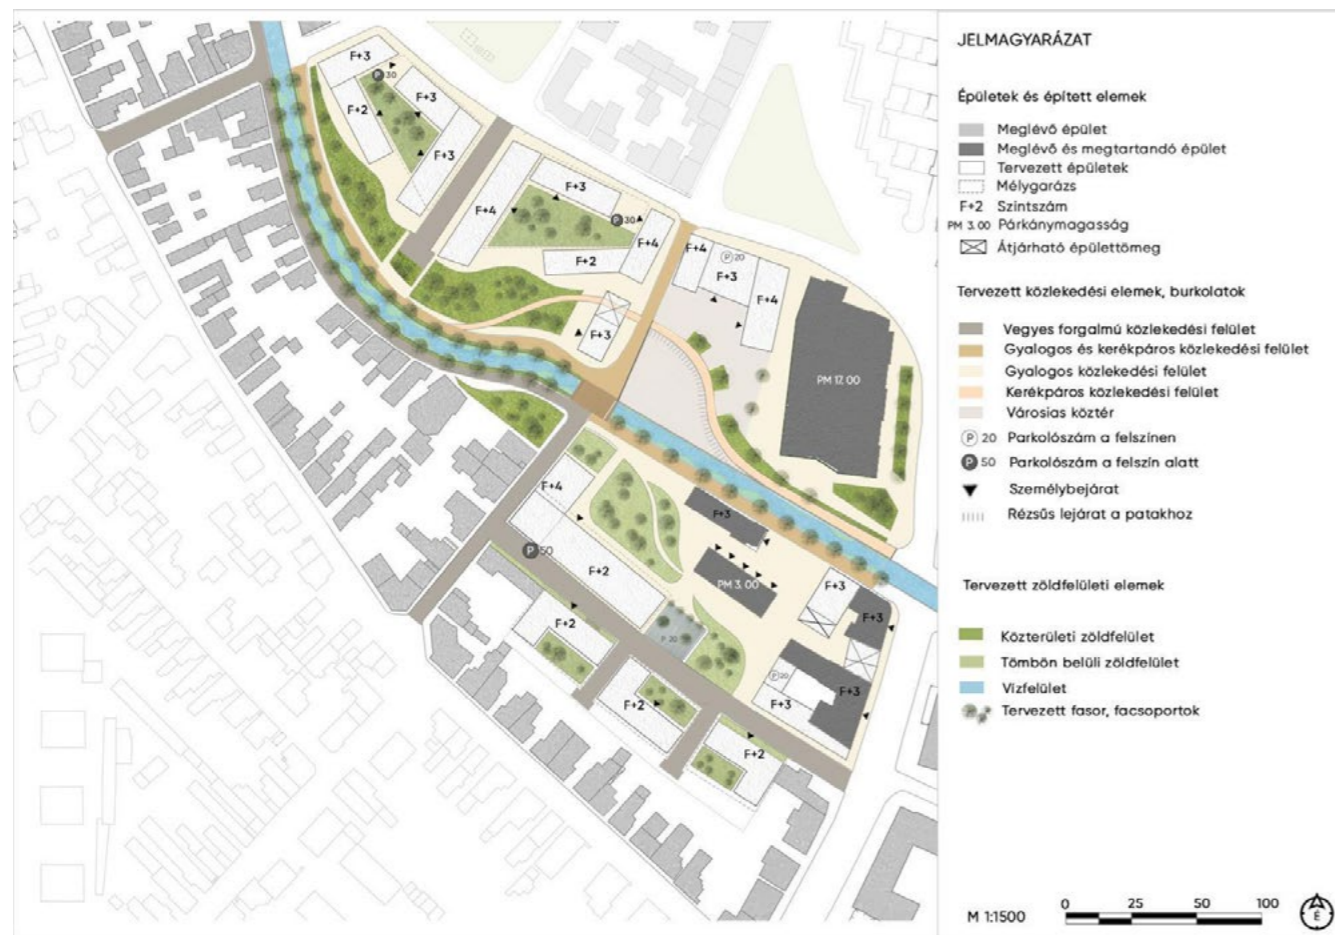 F+3
30
F+3
F+2
F+3
F+3
F+4
30
F+4
F+2
F+4
20
F+3
F+4
F+3
PM 17.00
F+4
F+3
50
F+2
PM 3.00
F+3
F+3
P 20
F+2
20
F+3
F+3
F+2
F+2
JELMAGYARÁZAT
Épületek és épített elemek
Meglévő épület
Meglévő és megtartandó épület
Tervezett épületek
Mélygarázs
F+2 Szintszám
PM 3.00 Párkánymagasság
Átjárható épülettömeg
Tervezett közlekedési elemek, burkolatok
Vegyes forgalmú közlekedési felület
Gyalogos és kerékpáros közlekedési felület
Gyalogos közlekedési felület
Kerékpáros közlekedési felület
Városias köztér
P 20 Parkolószám a felszínen
P 50 Parkolószám a felszín alatt
Személybejárat
Rézsűs lejárat a patakhoz
Tervezett zöldfelületi elemek
Közterületi zöldfelület
Tömbön belüli zöldfelület
Vízfelület
Tervezett fasor, facsoportok
M 1:1500
0 25 50 100
É